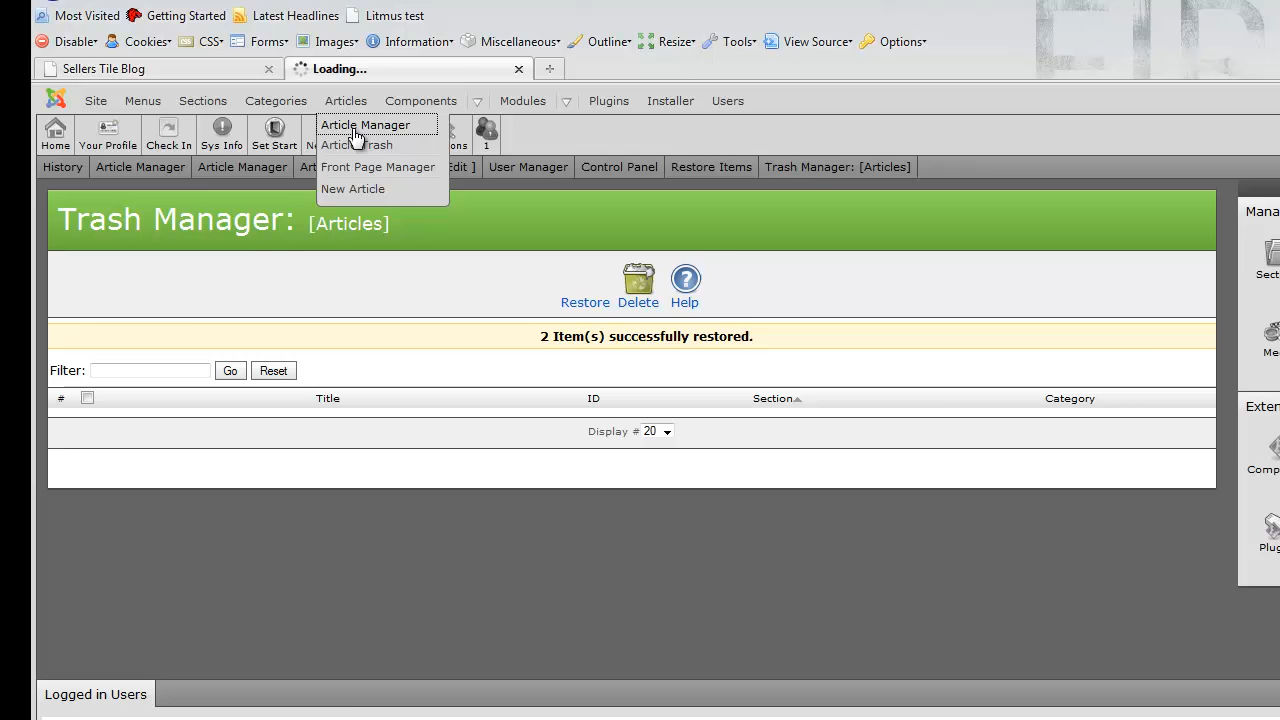 Most Visited Getting Started Latest Headlines Litmus test
Disable Cookies CSS Forms Images Information Miscellaneous Outline Resize Tools View Source Options
Sellers Tile Blog Loading...
Site Menus Sections Categories Articles Components Modules Plugins Installer Users
Article Manager
Article Trash
Front Page Manager
New Article
Home Your Profile Check In Sys Info Set Start 1
History Article Manager Article Manager Edit ] User Manager Control Panel Restore Items Trash Manager: [Articles]
Trash Manager: [Articles]
Restore Delete Help
2 Item(s) successfully restored.
Filter: Go Reset
# Title ID Section Category
Display # 20
Logged in Users